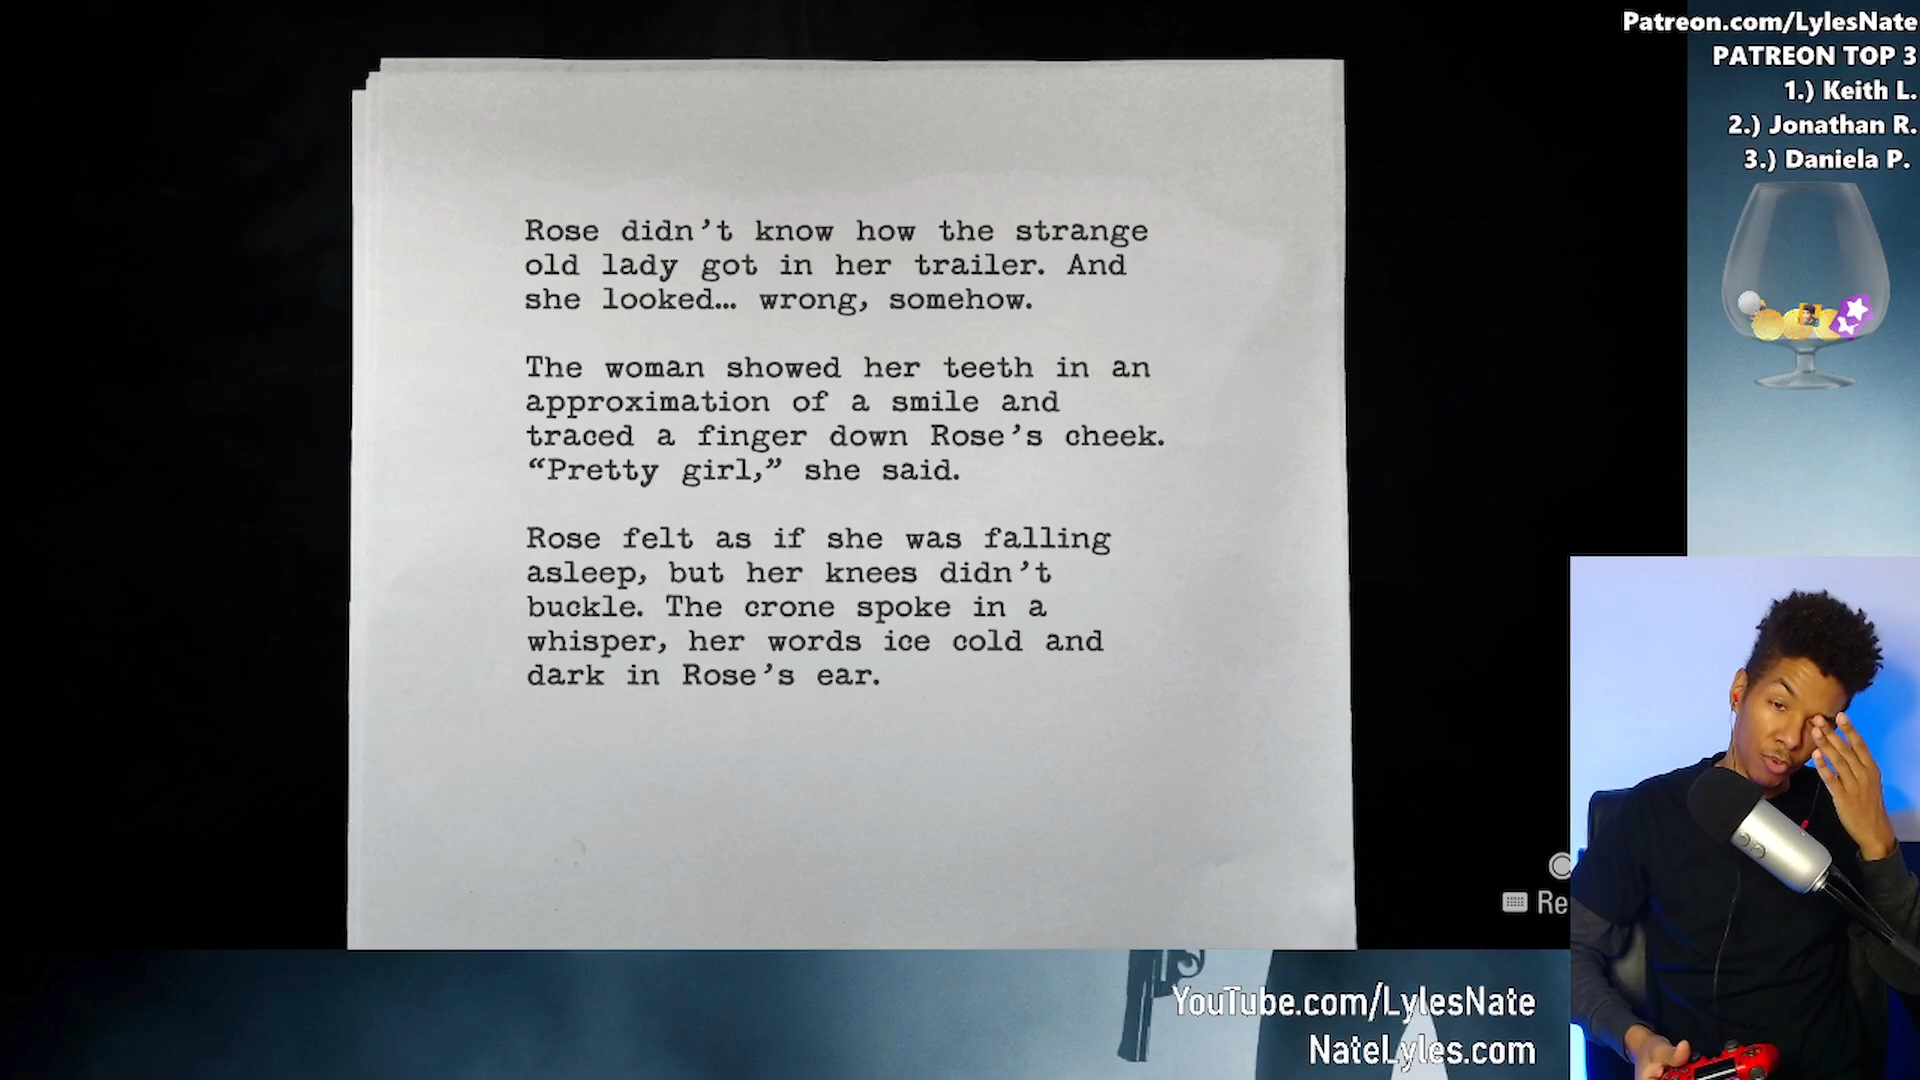 Patreon.com/LylesNate
PATREON TOP 3
1.) Keith L.
2.) Jonathan R.
3.) Daniela P.
Rose didn’t know how the strange
old lady got in her trailer. And
she looked… wrong, somehow.
The woman showed her teeth in an
approximation of a smile and
traced a finger down Rose’s cheek.
“Pretty girl,” she said.
Rose felt as if she was falling
asleep, but her knees didn’t
buckle. The crone spoke in a
whisper, her words ice cold and
dark in Rose’s ear.
Re
YouTube.com/LylesNate
NateLyles.com